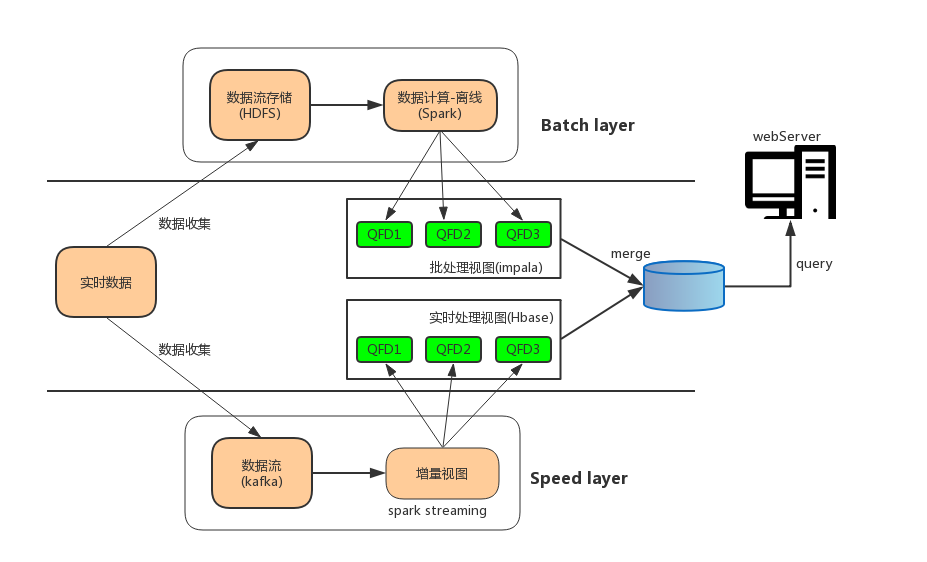 数据流存储
(HDFS)
数据计算-离线
(Spark)
Batch layer
webServer
数据收集
QFD1
QFD2
QFD3
批处理视图(impala)
merge
query
实时数据
实时处理视图(Hbase)
QFD1
QFD2
QFD3
数据收集
数据流
(kafka)
增量视图
spark streaming
Speed layer